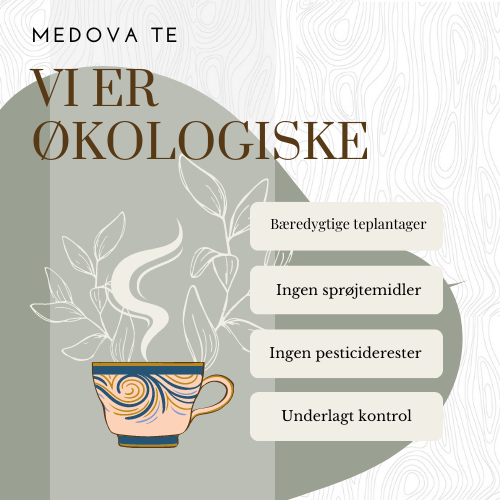 MEDOVA TE
VI ER
ØKOLOGISKE
Bæredygtige teplantager
Ingen sprøjtemidler
Ingen pesticiderester
Underlagt kontrol